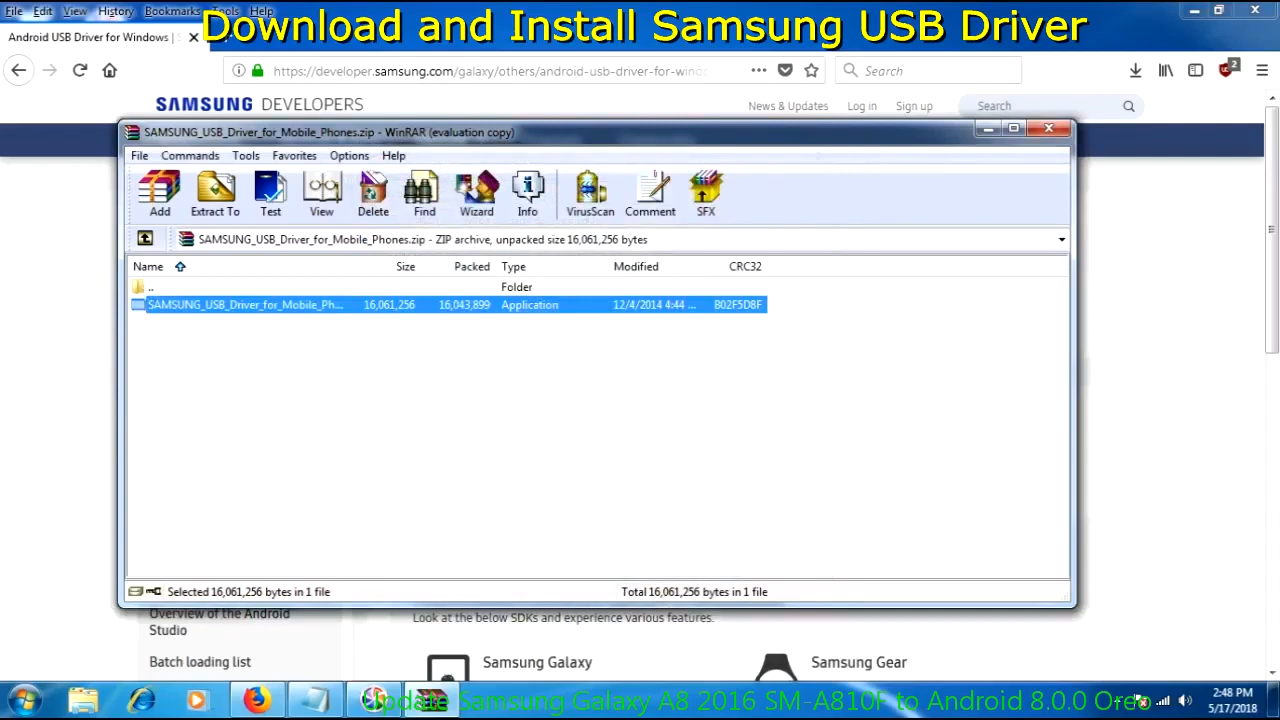 Download and Install Samsung USB Driver
File Edit View History Bookmarks Tools Help
Android USB Driver for Windows |
https://developer.samsung.com/galaxy/others/android-usb-driver-for-windo
Search
2
SAMSUNG DEVELOPERS
News & Updates Log in Sign up Search
SAMSUNG_USB_Driver_for_Mobile_Phones.zip - WinRAR (evaluation copy)
File Commands Tools Favorites Options Help
Add Extract To Test View Delete Find Wizard Info VirusScan Comment SFX
SAMSUNG_USB_Driver_for_Mobile_Phones.zip - ZIP archive, unpacked size 16,061,256 bytes
Name Size Packed Type Modified CRC32
.. Folder
SAMSUNG_USB_Driver_for_Mobile_Ph... 16,061,256 16,043,899 Application 12/4/2014 4:44 ... B02F5D8F
Selected 16,061,256 bytes in 1 file Total 16,061,256 bytes in 1 file
Overview of the Android
Studio
Look at the below SDKs and experience various features.
Batch loading list
Samsung Galaxy Samsung Gear
Update Samsung Galaxy A8 2016 SM-A810F to Android 8.0.0 Oreo
2:48 PM
5/17/2018